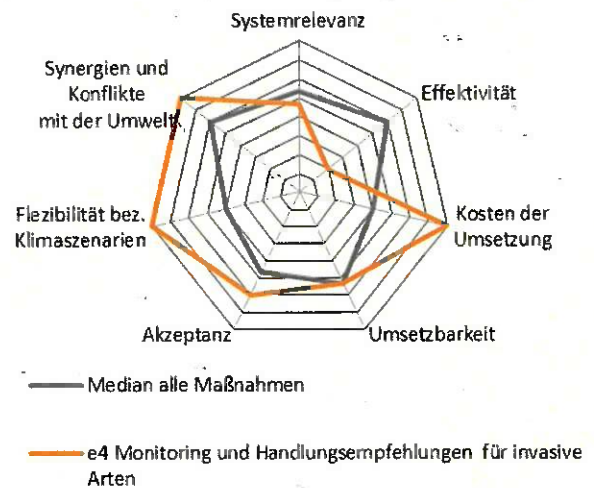 Systemrelevanz
Synergien und
Konflikte
mit der Umwelt
Effektivität
Flezibilität bez.
Klimaszenarien
Kosten der
Umsetzung
Akzeptanz
Umsetzbarkeit
Median alle Maßnahmen
e4 Monitoring und Handlungsempfehlungen für invasive
Arten